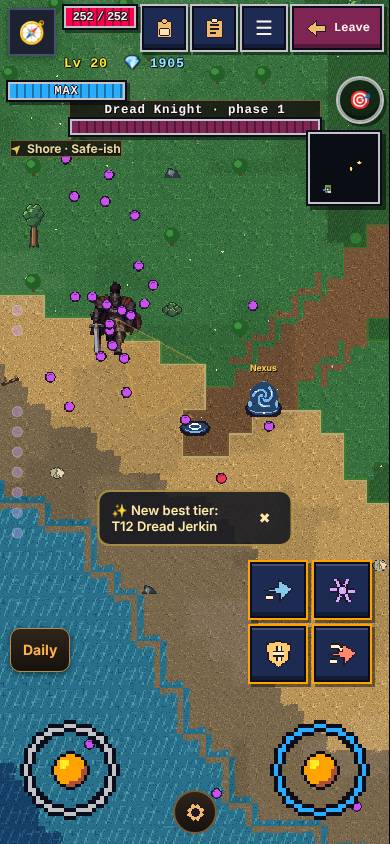 252 / 252
Leave
Lv 20
1905
MAX
Dread Knight · phase 1
Shore · Safe-ish
Nexus
New best tier:
T12 Dread Jerkin
Daily